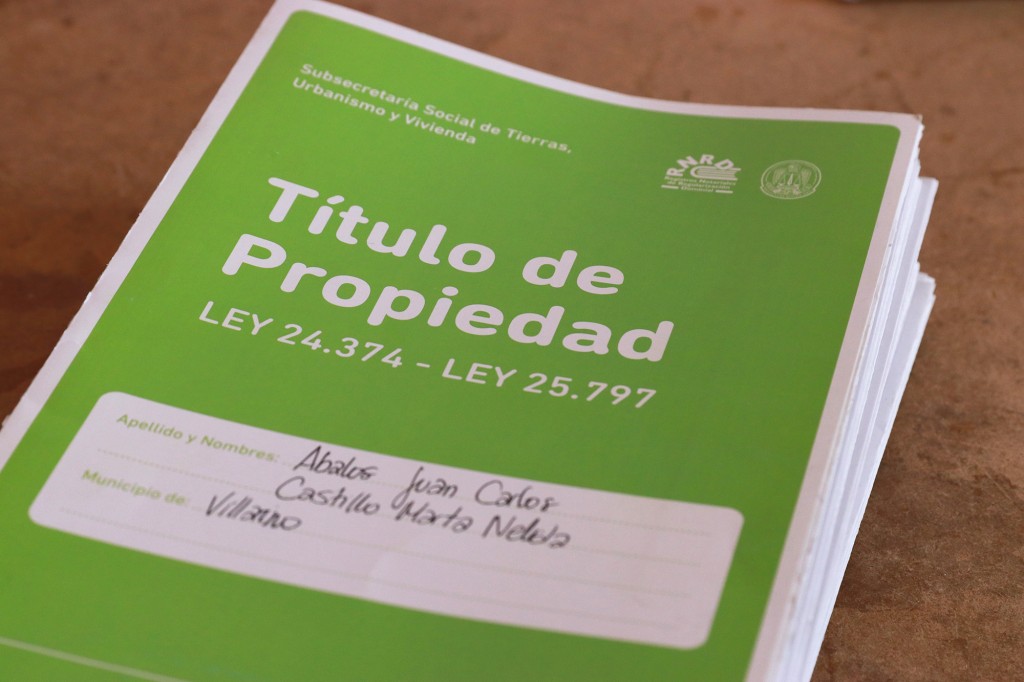 Subsecretaría Social de Tierras,
Urbanismo y Vivienda
RNRD
Título de
Propiedad
LEY 24.374 - LEY 25.797
Apellido y Nombres: Abalos Juan Carlos
Castillo Marta Nelida
Municipio de: Villarino